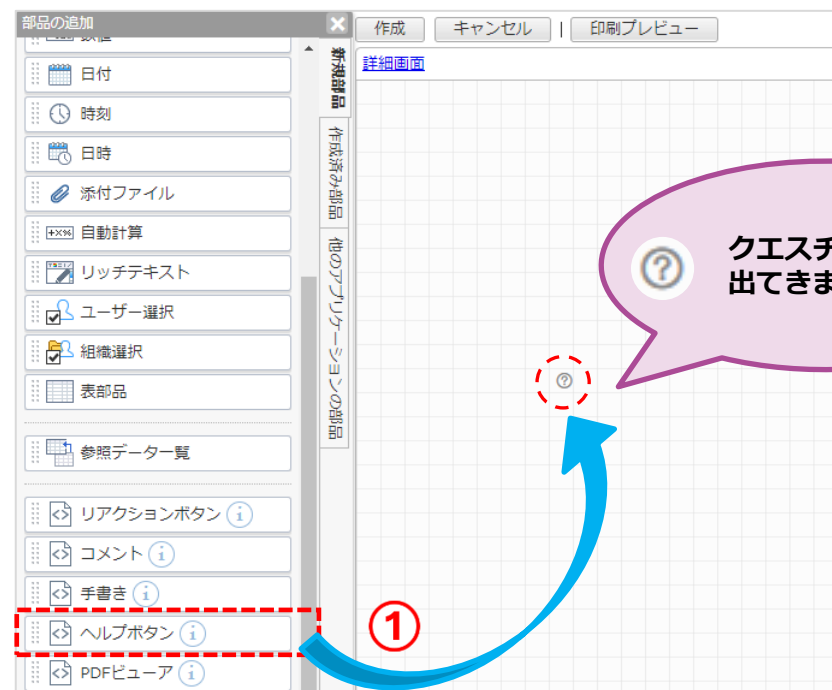 部品の追加
日付
時刻
日時
添付ファイル
自動計算
リッチテキスト
ユーザー選択
組織選択
表部品
参照データ一覧
リアクションボタン
コメント
手書き
ヘルプボタン
PDFビューア
新規部品
作成済み部品
他のアプリケーションの部品
作成
キャンセル
|
印刷プレビュー
詳細画面
クエスチ
出てきま
①